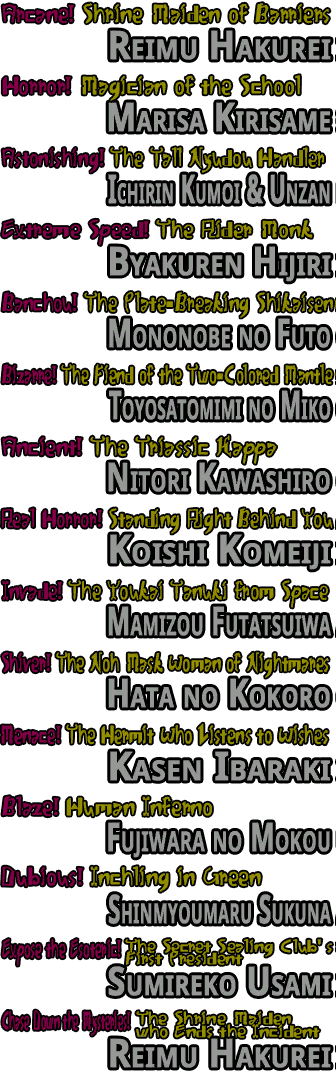 Arcane! Shrine Maiden of Barriers
REIMU HAKUREI
Horror! Magician of the School
MARISA KIRISAME
Astonishing! The Tall Nyudou Handler
ICHIRIN KUMOI & UNZAN
Extreme Speed! The Rider Monk
BYAKUREN HIJIRI
Banchou! The Plate-Breaking Shikaisen
MONONOBE NO FUTO
Bizarre! The Fiend of the Two-Colored Mantle
TOYOSATOMIMI NO MIKO
Ancient! The Triassic Kappa
NITORI KAWASHIRO
Real Horror! Standing Right Behind You
KOISHI KOMEIJI
Invade! The Youkai Tanuki from Space
MAMIZOU FUTATSUIWA
Shiver! The Noh Mask Woman of Nightmares
HATA NO KOKORO
Menace! The Hermit who Listens to Wishes
KASEN IBARAKI
Blaze! Human Inferno
FUJIWARA NO MOKOU
Dubious! Inchling in Green
SHINMYOUMARU SUKUNA
Expose the Esoteric! The Secret Sealing Club's
First President
SUMIREKO USAMI
Chase Down the Mysteries! The Shrine Maiden
who Ends the Incident
REIMU HAKUREI